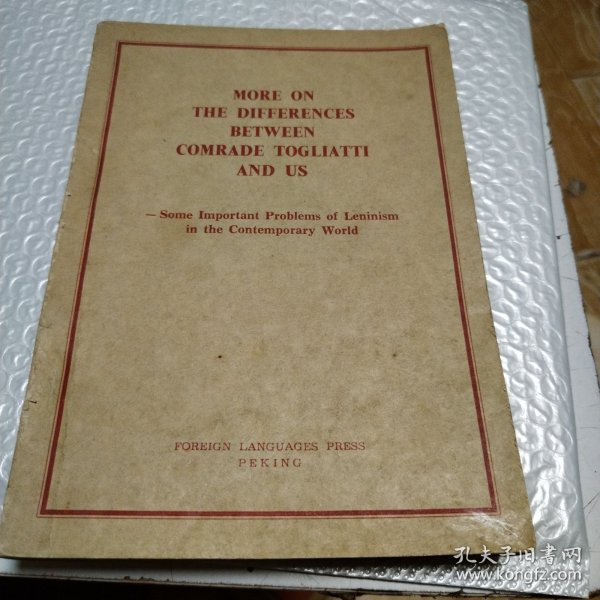 MORE ON
THE DIFFERENCES
BETWEEN
COMRADE TOGLIATTI
AND US
— Some Important Problems of Leninism
in the Contemporary World
FOREIGN LANGUAGES PRESS
PEKING
孔夫子旧书网
www.kongfz.com